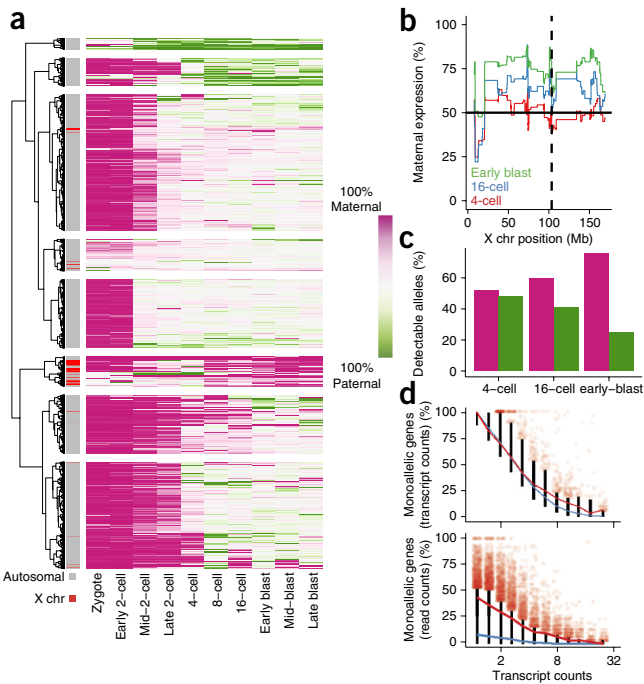 a
100%
Maternal
100%
Paternal
Autosomal
X chr
Zygote
Early 2-cell
Mid-2-cell
Late 2-cell
4-cell
8-cell
16-cell
Early blast
Mid-blast
Late blast
b
Maternal expression (%)
100
75
50
25
0
Early blast
16-cell
4-cell
0 50 100 150
X chr position (Mb)
c
Detectable alleles (%)
60
40
20
0
4-cell 16-cell early-blast
d
Monoallelic genes
(transcript counts) (%)
100
75
50
25
0
Monoallelic genes
(read counts) (%)
100
75
50
25
0
2 8 32
Transcript counts